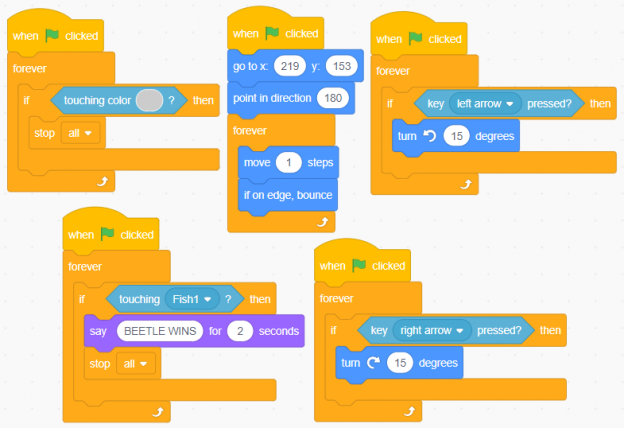 when clicked
forever
if touching color ? then
stop all
when clicked
go to x: 219 y: 153
point in direction 180
forever
move 1 steps
if on edge, bounce
when clicked
forever
if key left arrow pressed? then
turn 15 degrees
when clicked
forever
if touching Fish1 ? then
say BEETLE WINS for 2 seconds
stop all
when clicked
forever
if key right arrow pressed? then
turn 15 degrees